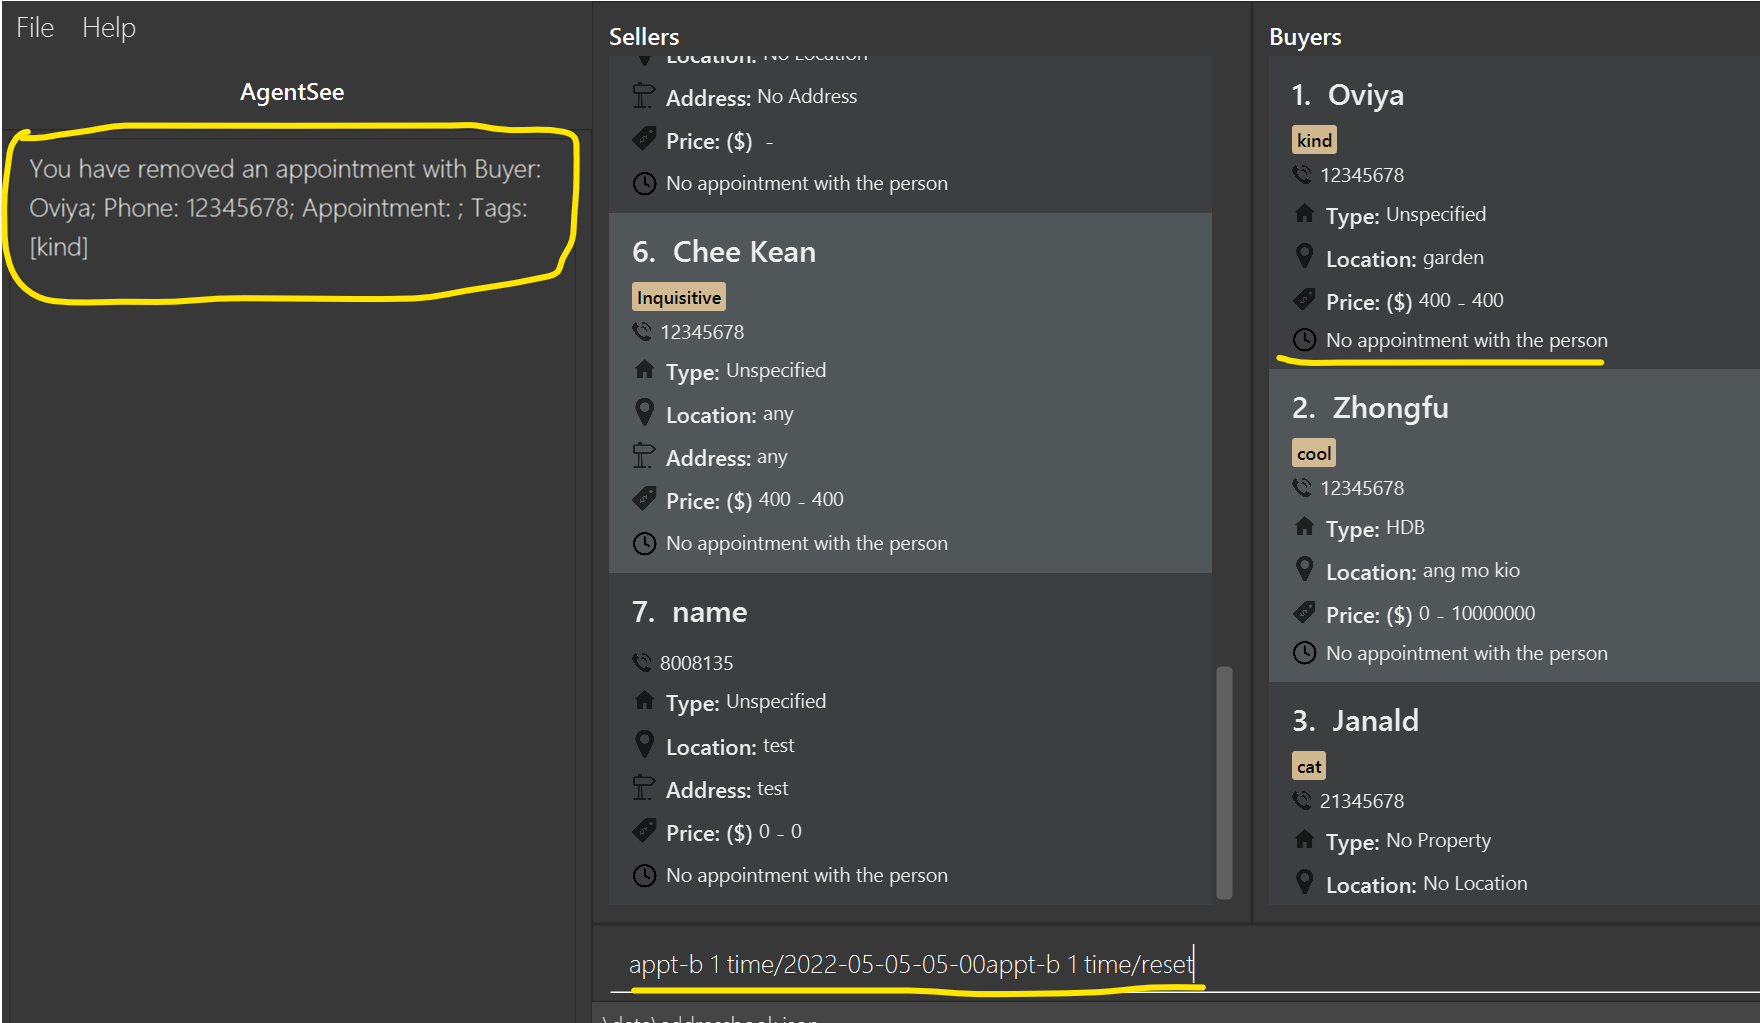 File Help
AgentSee
You have removed an appointment with Buyer:
Oviya; Phone: 12345678; Appointment: ; Tags:
[kind]
Sellers
Location: No Location
Address: No Address
Price: ($) -
No appointment with the person
6. Chee Kean
Inquisitive
12345678
Type: Unspecified
Location: any
Address: any
Price: ($) 400 - 400
No appointment with the person
7. name
8008135
Type: Unspecified
Location: test
Address: test
Price: ($) 0 - 0
No appointment with the person
Buyers
1. Oviya
kind
12345678
Type: Unspecified
Location: garden
Price: ($) 400 - 400
No appointment with the person
2. Zhongfu
cool
12345678
Type: HDB
Location: ang mo kio
Price: ($) 0 - 10000000
No appointment with the person
3. Janald
cat
21345678
Type: No Property
Location: No Location
appt-b 1 time/2022-05-05-05-00appt-b 1 time/reset
\data\addressbook.json